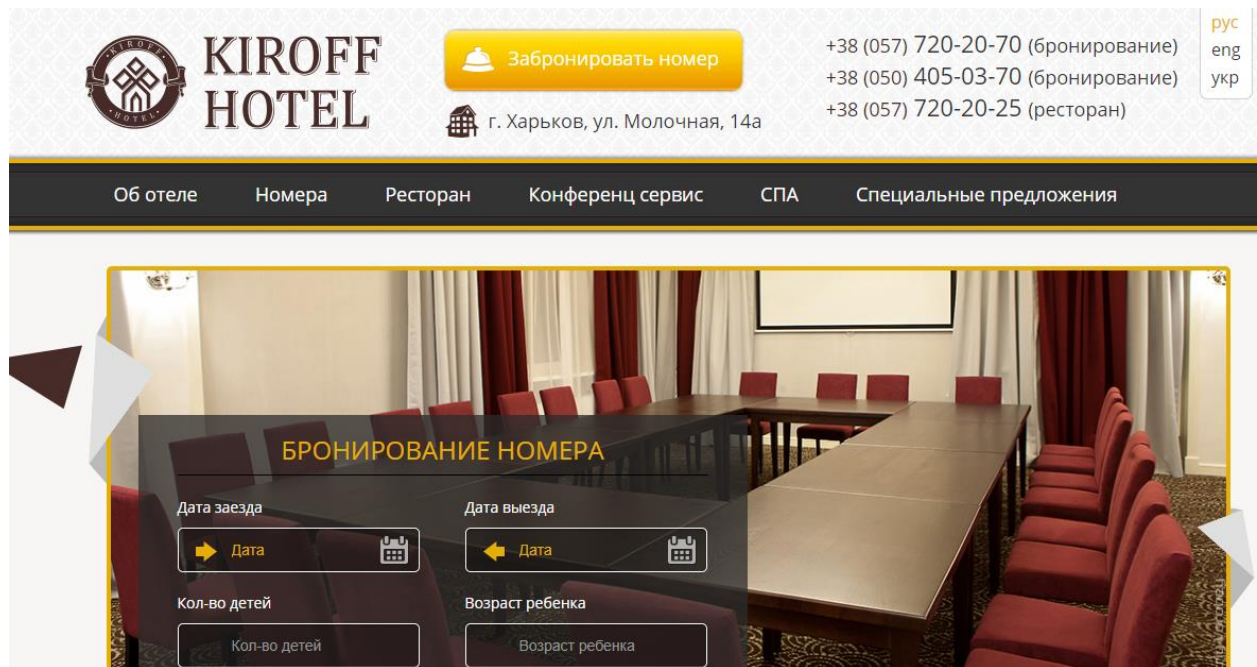 KIROFF
HOTEL
KIROFF
HOTEL
Забронировать номер
г. Харьков, ул. Молочная, 14а
+38 (057) 720-20-70 (бронирование)
+38 (050) 405-03-70 (бронирование)
+38 (057) 720-20-25 (ресторан)
рус
eng
укр
Об отеле Номера Ресторан Конференц сервис СПА Специальные предложения
БРОНИРОВАНИЕ НОМЕРА
Дата заезда Дата выезда
Дата Дата
Кол-во детей Возраст ребенка
Кол-во детей Возраст ребенка